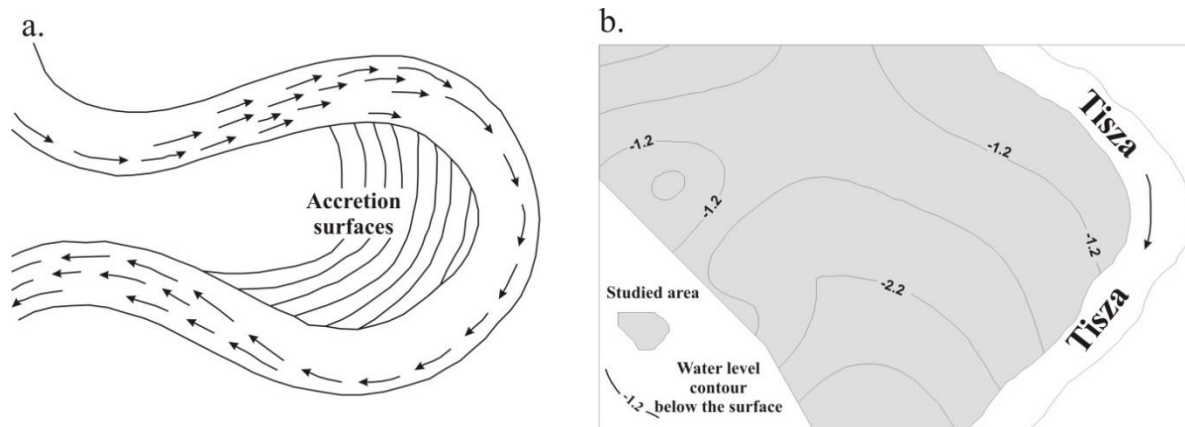 a.
Accretion
surfaces
b.
Tisza
-1.2
-1.2
-1.2
-1.2
-2.2
Tisza
Studied area
Water level
contour
below the surface
-1.2